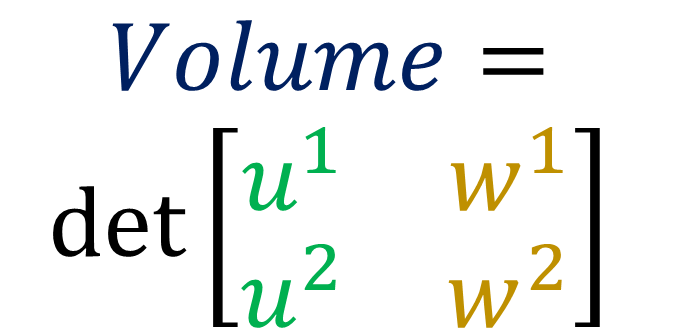 Volume =
det [ u¹ w¹
u² w² ]